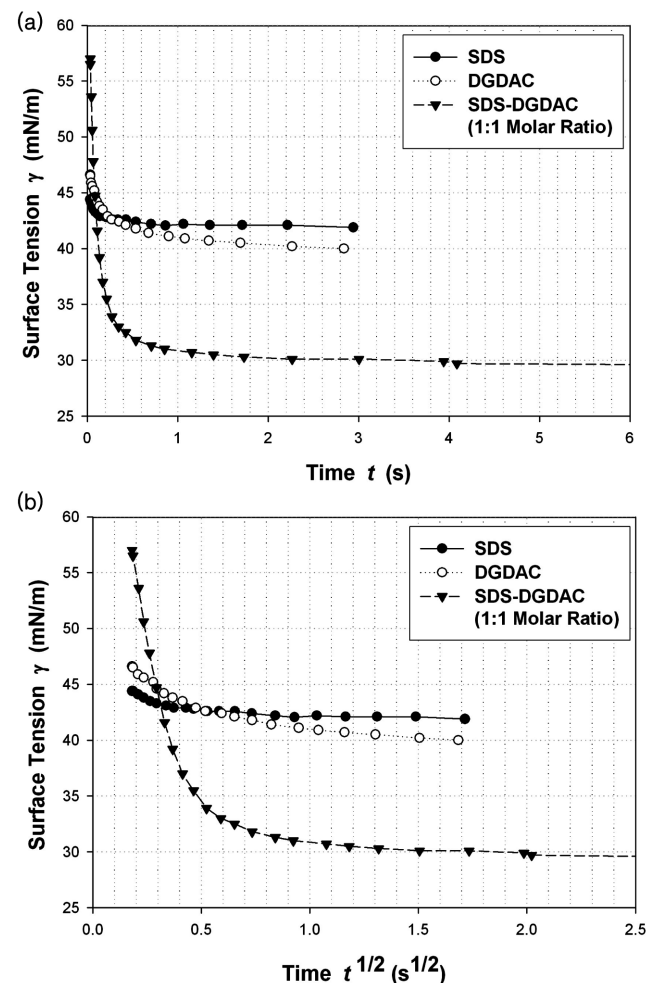 (a)
60
55
50
45
40
35
30
25
Surface Tension γ (mN/m)
SDS
DGDAC
SDS-DGDAC
(1:1 Molar Ratio)
0 1 2 3 4 5 6
Time t (s)
(b)
60
55
50
45
40
35
30
25
Surface Tension γ (mN/m)
SDS
DGDAC
SDS-DGDAC
(1:1 Molar Ratio)
0.0 0.5 1.0 1.5 2.0 2.5
Time t 1/2 (s1/2)